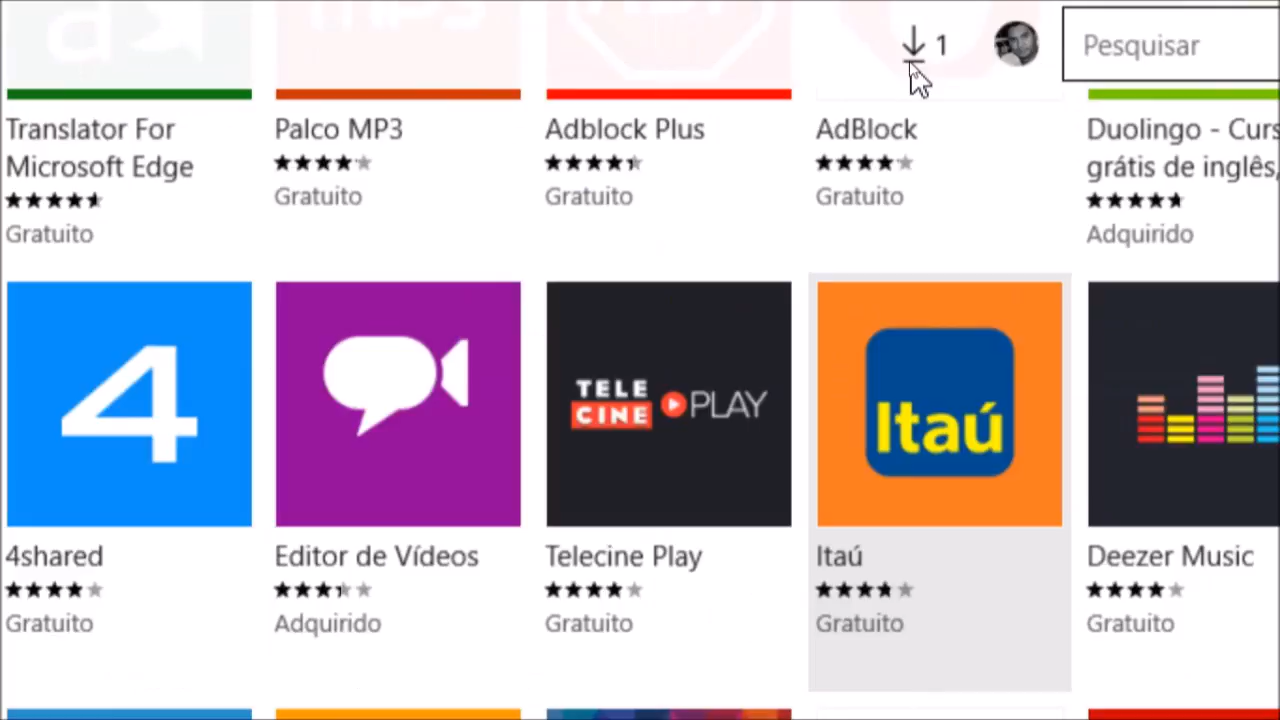 1
Pesquisar
Translator For
Microsoft Edge
Gratuito
Palco MP3
Gratuito
Adblock Plus
Gratuito
AdBlock
Gratuito
Duolingo - Curs
grátis de inglês,
Adquirido
4
TELE
CINE PLAY
Itaú
4shared
Gratuito
Editor de Vídeos
Adquirido
Telecine Play
Gratuito
Itaú
Gratuito
Deezer Music
Gratuito